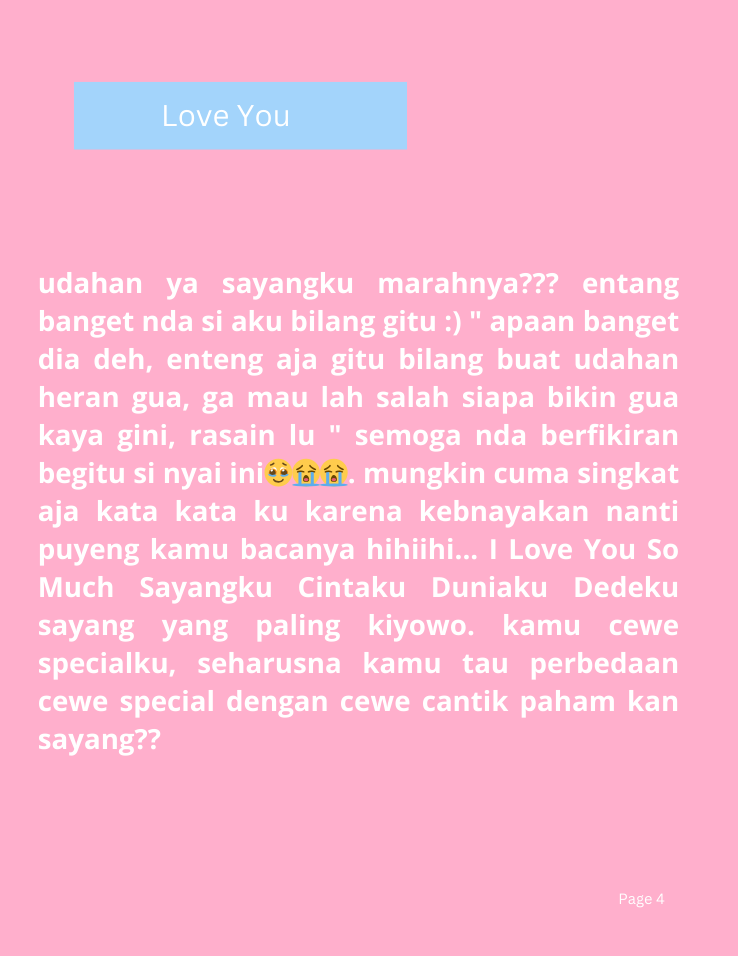 Love You
udahan ya sayangku marahnya??? entang
banget nda si aku bilang gitu :) " apaan banget
dia deh, enteng aja gitu bilang buat udahan
heran gua, ga mau lah salah siapa bikin gua
kaya gini, rasain lu " semoga nda berfikiran
begitu si nyai ini🥹😭😭. mungkin cuma singkat
aja kata kata ku karena kebnayakan nanti
puyeng kamu bacanya hihiihi... I Love You So
Much Sayangku Cintaku Duniaku Dedeku
sayang yang paling kiyowo. kamu cewe
specialku, seharusna kamu tau perbedaan
cewe special dengan cewe cantik paham kan
sayang??
Page 4